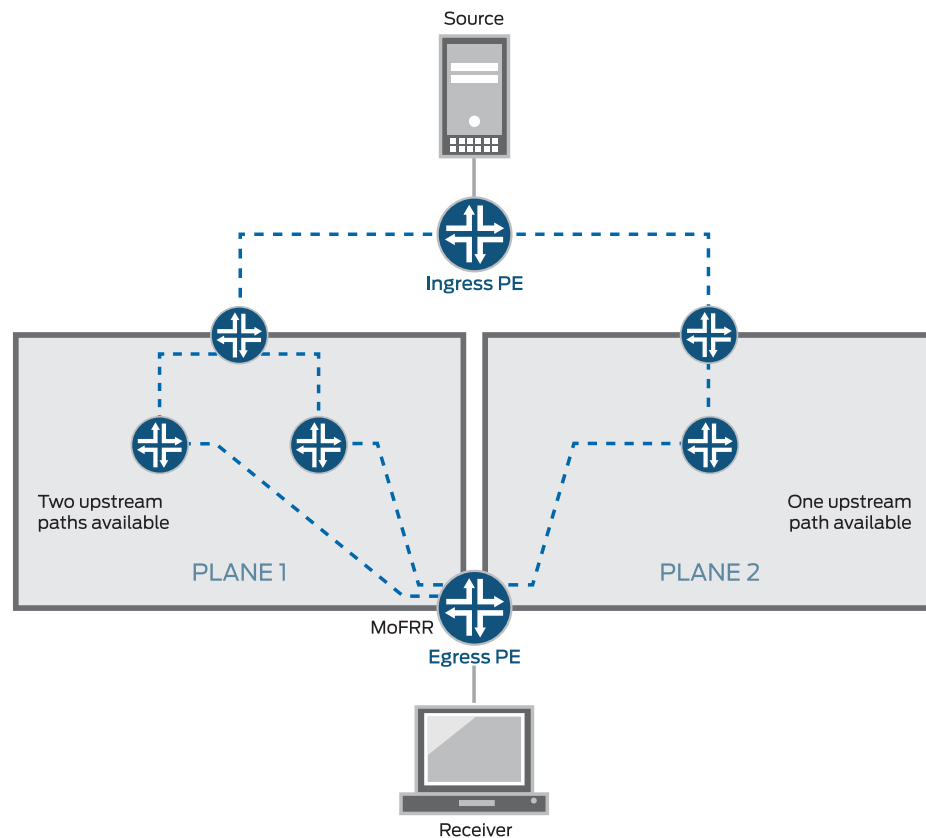 Source
Ingress PE
Two upstream
paths available
One upstream
path available
PLANE 1
PLANE 2
MoFRR
Egress PE
Receiver